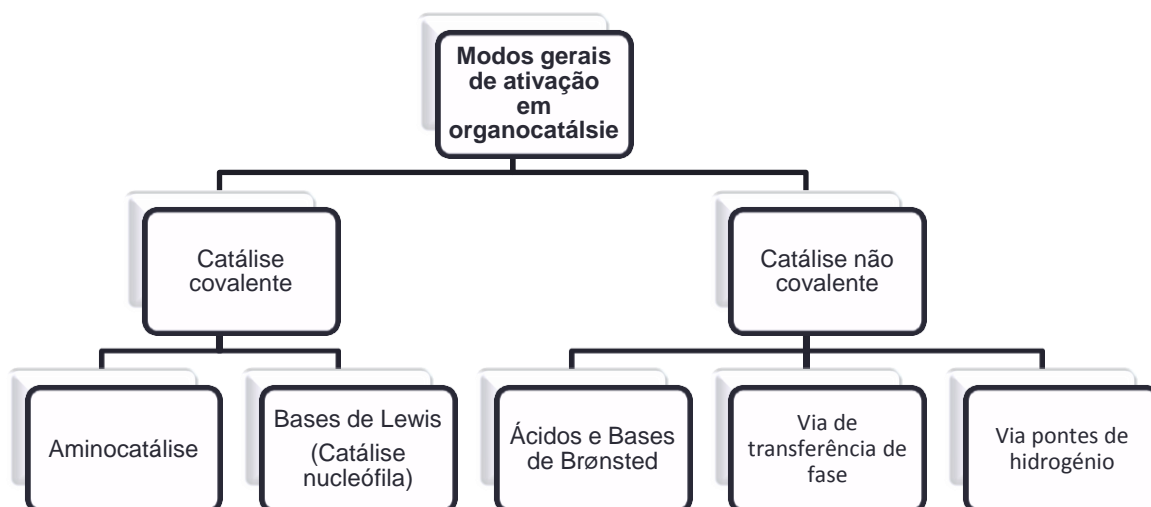 Modos gerais
de ativação
em
organocatálsie
Catálise
covalente
Catálise não
covalente
Aminocatálise
Bases de Lewis
(Catálise
nucleófila)
Ácidos e Bases
de Brønsted
Via de
transferência de
fase
Via pontes de
hidrogénio